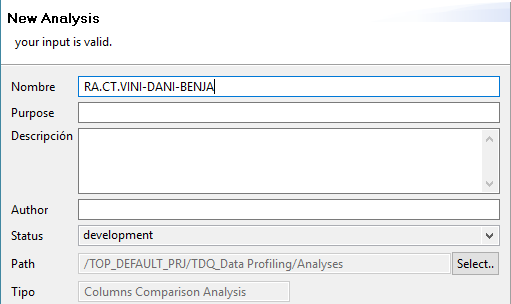 New Analysis
your input is valid.
Nombre RA.CT.VINI-DANI-BENJA
Purpose
Descripción
Author
Status development
Path /TOP_DEFAULT_PRJ/TDQ_Data Profiling/Analyses Select..
Tipo Columns Comparison Analysis